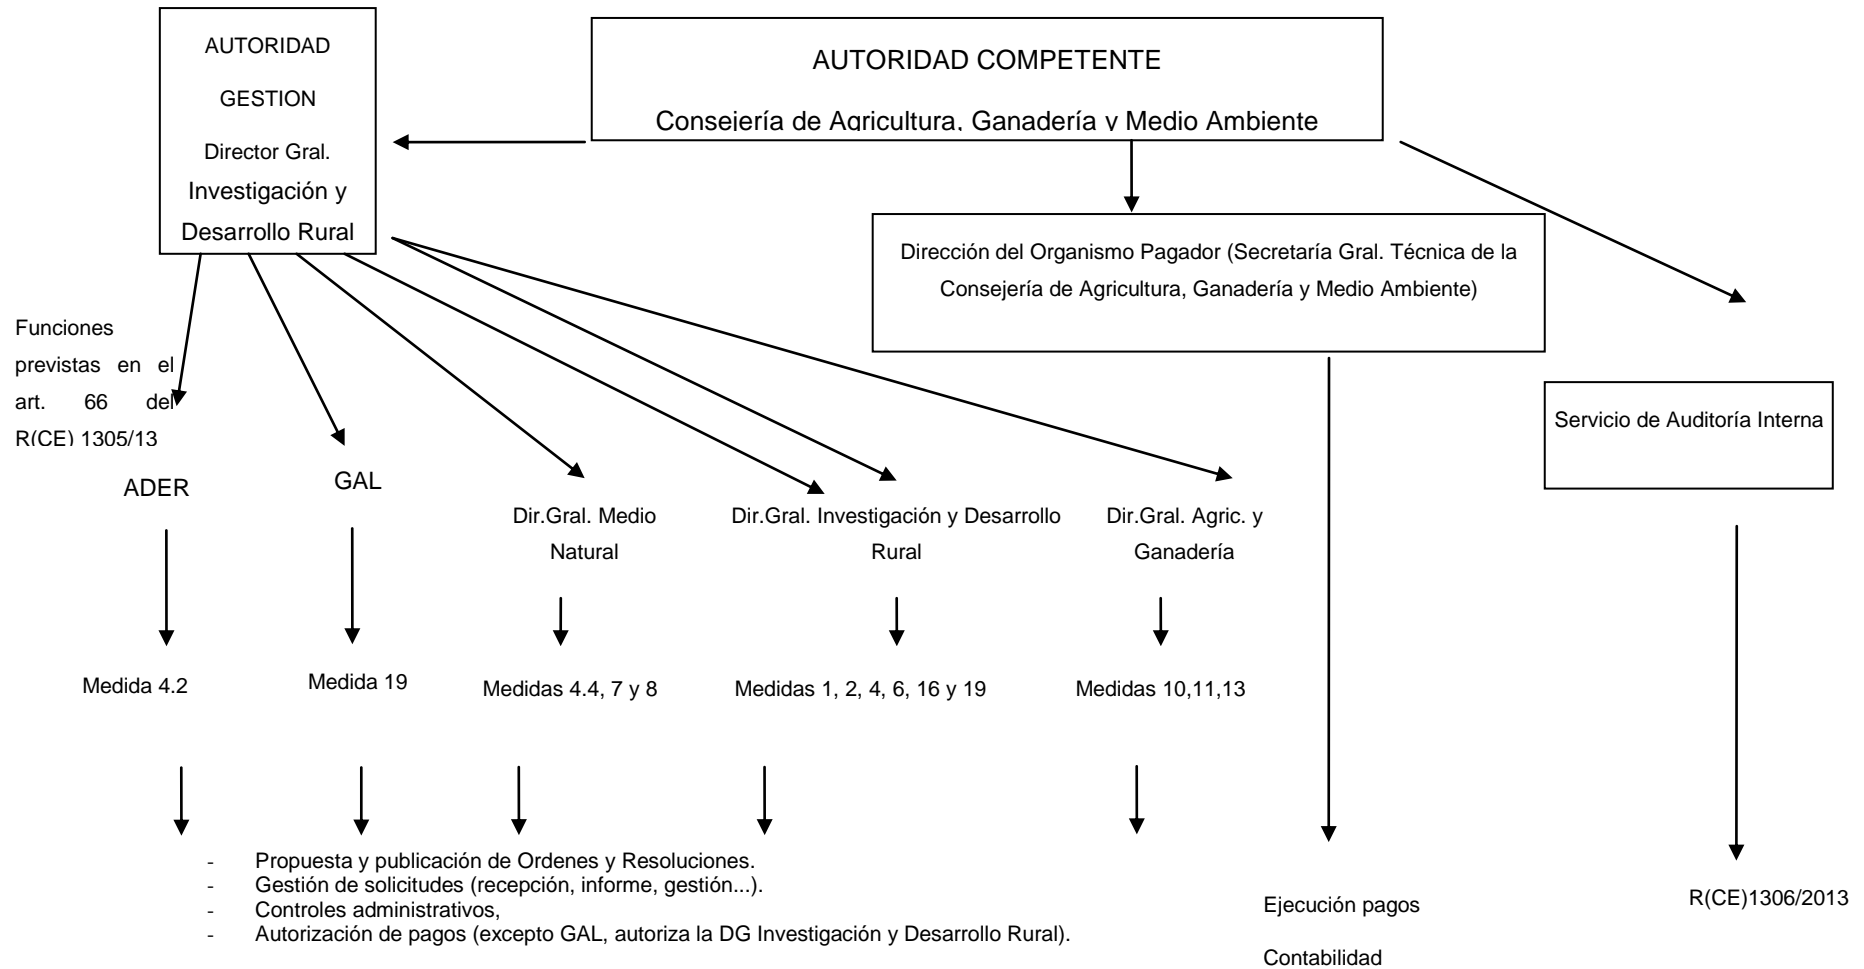 AUTORIDAD
GESTION
Director Gral.
Investigación y
Desarrollo Rural
AUTORIDAD COMPETENTE
Consejería de Agricultura, Ganadería y Medio Ambiente
Dirección del Organismo Pagador (Secretaría Gral. Técnica de la
Consejería de Agricultura, Ganadería y Medio Ambiente)
Servicio de Auditoría Interna
Funciones
previstas en el
art. 66 del
R(CE) 1305/13
ADER
GAL
Dir.Gral. Medio
Natural
Dir.Gral. Investigación y Desarrollo
Rural
Dir.Gral. Agric. y
Ganadería
Medida 4.2
Medida 19
Medidas 4.4, 7 y 8
Medidas 1, 2, 4, 6, 16 y 19
Medidas 10,11,13
- Propuesta y publicación de Ordenes y Resoluciones.
- Gestión de solicitudes (recepción, informe, gestión...).
- Controles administrativos,
- Autorización de pagos (excepto GAL, autoriza la DG Investigación y Desarrollo Rural).
Ejecución pagos
Contabilidad
R(CE)1306/2013